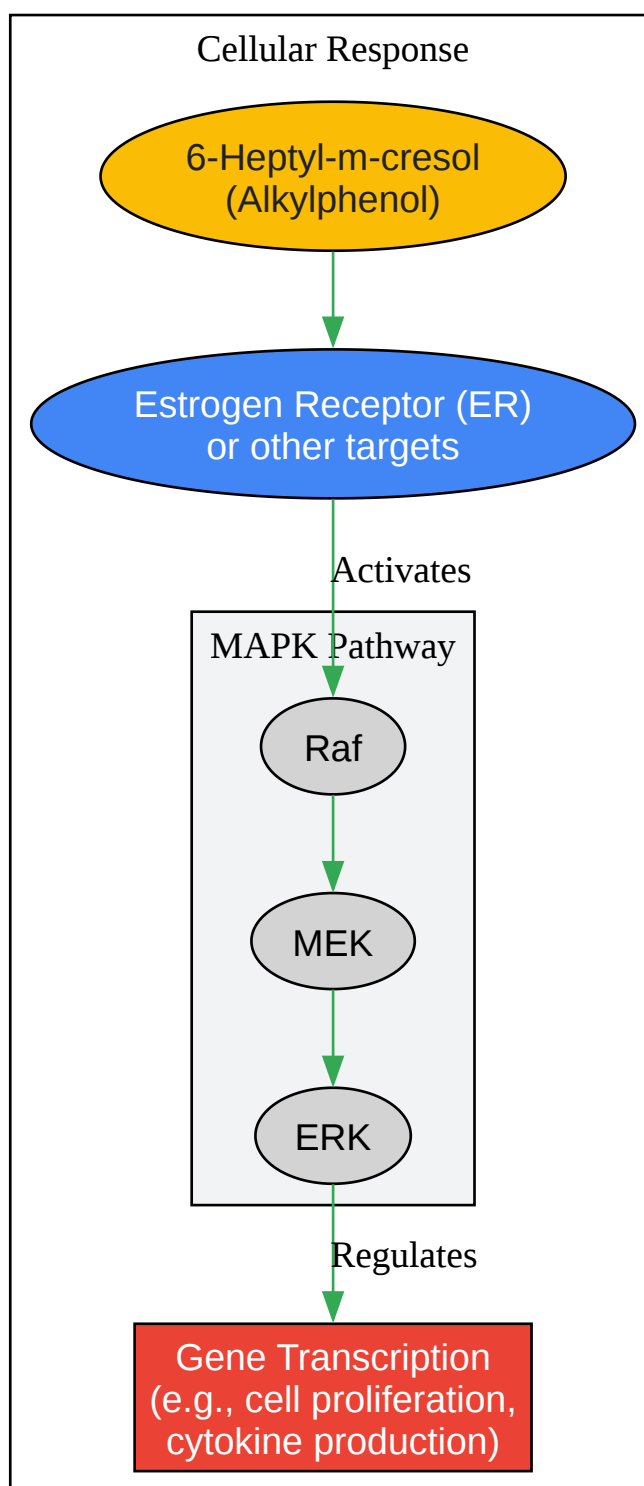 Cellular Response
6-Heptyl-m-cresol
(Alkylphenol)
Estrogen Receptor (ER)
or other targets
Activates
MAPK Pathway
Raf
MEK
ERK
Regulates
Gene Transcription
(e.g., cell proliferation,
cytokine production)